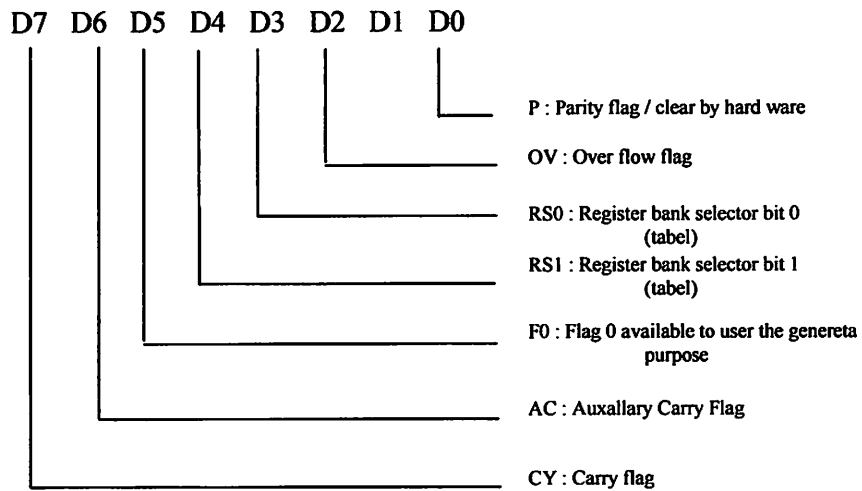 D7 D6 D5 D4 D3 D2 D1 D0
P : Parity flag / clear by hard ware
OV : Over flow flag
RS0 : Register bank selector bit 0
(tabel)
RS1 : Register bank selector bit 1
(tabel)
F0 : Flag 0 available to user the genereta
purpose
AC : Auxallary Carry Flag
CY : Carry flag